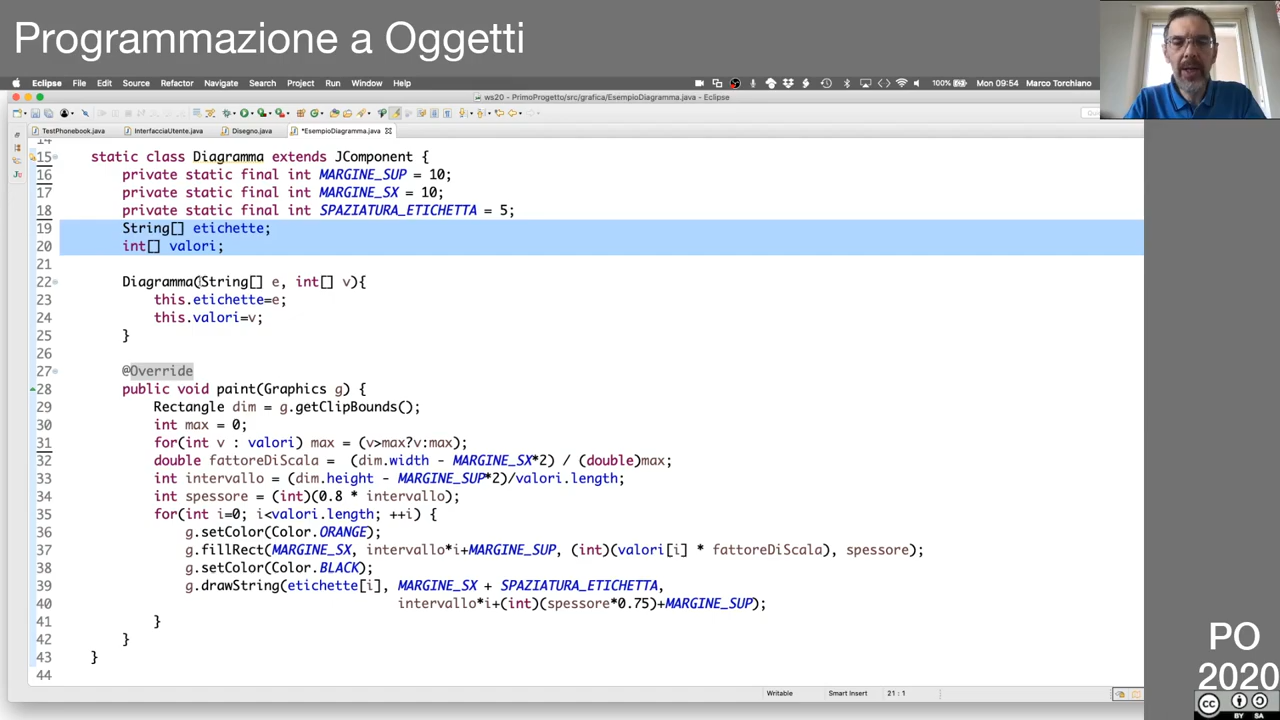 Programmazione a Oggetti
Eclipse File Edit Source Refactor Navigate Search Project Run Window Help 100% Mon 09:54 Marco Torchiano
ws20 - PrimoProgetto/src/grafica/EsempioDiagramma.java - Eclipse
TestPhonebook.java InterfacciaUtente.java Disegno.java *EsempioDiagramma.java
14
15 static class Diagramma extends JComponent {
16 private static final int MARGINE_SUP = 10;
17 private static final int MARGINE_SX = 10;
18 private static final int SPAZIATURA_ETICHETTA = 5;
19 String[] etichette;
20 int[] valori;
21
22 Diagramma(String[] e, int[] v){
23 this.etichette=e;
24 this.valori=v;
25 }
26
27 @Override
28 public void paint(Graphics g) {
29 Rectangle dim = g.getClipBounds();
30 int max = 0;
31 for(int v : valori) max = (v>max?v:max);
32 double fattoreDiScala = (dim.width - MARGINE_SX*2) / (double)max;
33 int intervallo = (dim.height - MARGINE_SUP*2)/valori.length;
34 int spessore = (int)(0.8 * intervallo);
35 for(int i=0; i<valori.length; ++i) {
36 g.setColor(Color.ORANGE);
37 g.fillRect(MARGINE_SX, intervallo*i+MARGINE_SUP, (int)(valori[i] * fattoreDiScala), spessore);
38 g.setColor(Color.BLACK);
39 g.drawString(etichette[i], MARGINE_SX + SPAZIATURA_ETICHETTA,
40 intervallo*i+(int)(spessore*0.75)+MARGINE_SUP);
41 }
42 }
43 }
44
Writable Smart Insert 21 : 1
PO
2020
CC BY SA